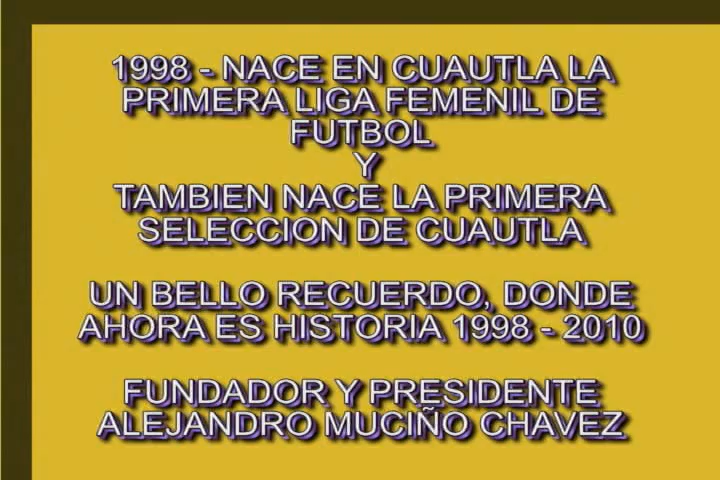 1998 - NACE EN CUAUTLA LA
PRIMERA LIGA FEMENIL DE
FUTBOL
Y
TAMBIEN NACE LA PRIMERA
SELECCION DE CUAUTLA
UN BELLO RECUERDO, DONDE
AHORA ES HISTORIA 1998 - 2010
FUNDADOR Y PRESIDENTE
ALEJANDRO MUCIÑO CHAVEZ